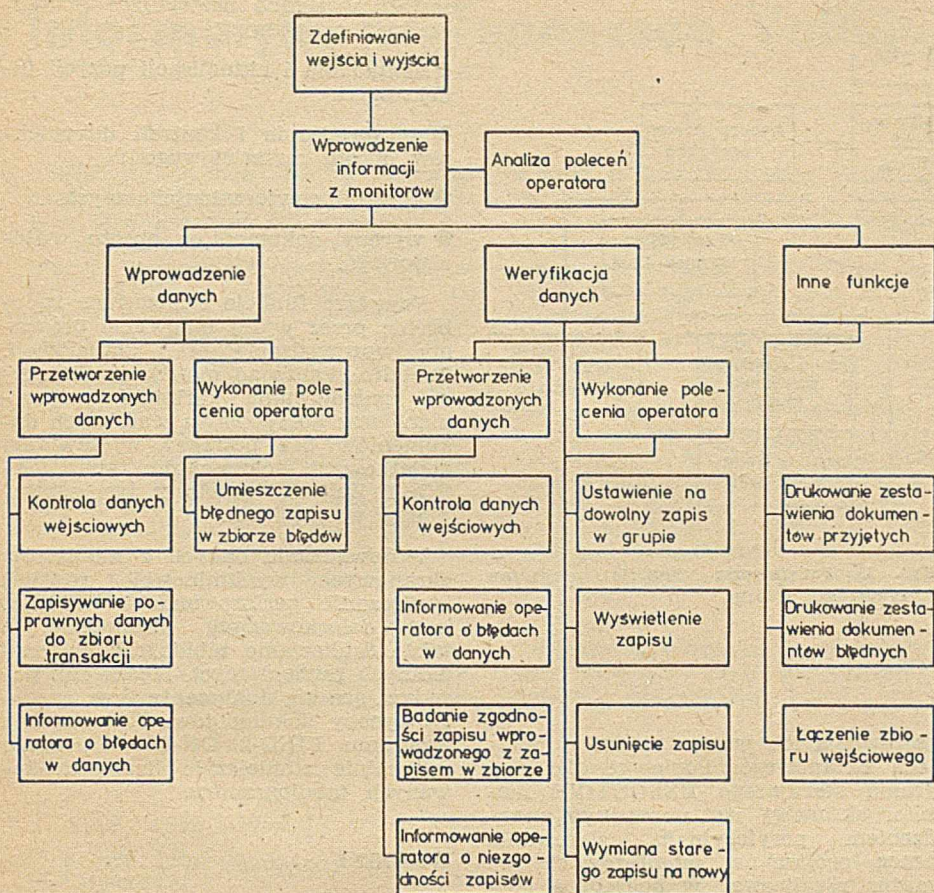 Zdefiniowanie
wejścia i wyjścia
Wprowadzenie
informacji
z monitorów
Analiza poleceń
operatora
Wprowadzenie
danych
Weryfikacja
danych
Inne funkcje
Przetworzenie
wprowadzonych
danych
Wykonanie pole-
cenia operatora
Przetworzenie
wprowadzonych
danych
Wykonanie pole-
cenia operatora
Kontrola danych
wejściowych
Umieszczenie
błędnego zapisu
w zbiorze błędów
Kontrola danych
wejściowych
Ustawienie na
dowolny zapis
w grupie
Drukowanie zesta-
wienia dokumen-
tów przyjętych
Zapisywanie po-
prawnych danych
do zbioru
transakcji
Informowanie ope-
ratora o błędach
w danych
Wyświetlenie
zapisu
Drukowanie zesta-
wienia dokumen-
ntów błędnych
Informowanie ope-
ratora o błędach
w danych
Badanie zgodno-
ści zapisu wpro-
wadzonego z za-
pisem w zbiorze
Usunięcie zapisu
Łączenie zbio-
ru wejściowego
Informowanie ope-
ratora o niezgo-
dności zapisów
Wymiana stare-
go zapisu na nowy